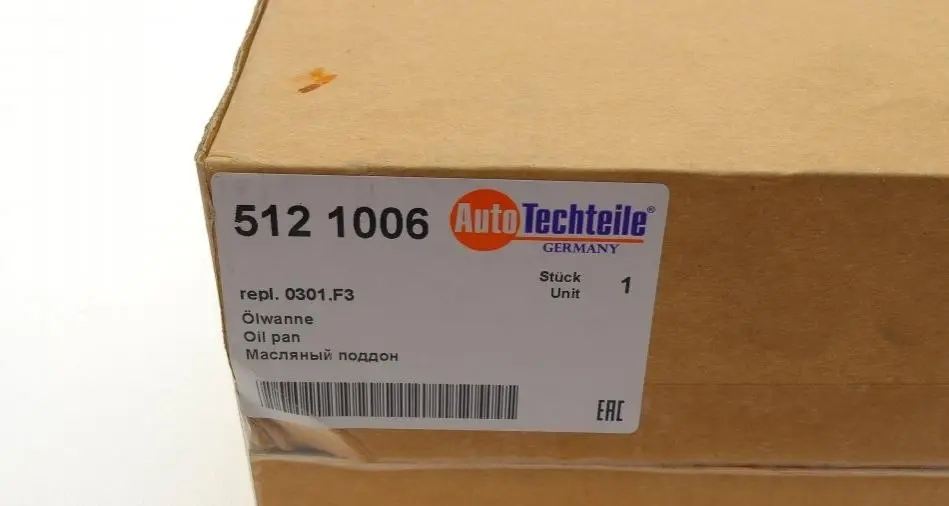 512 1006
AutoTechteile®
GERMANY
Stück
Unit
1
repl. 0301.F3
Ölwanne
Oil pan
Масляный поддон
EAC